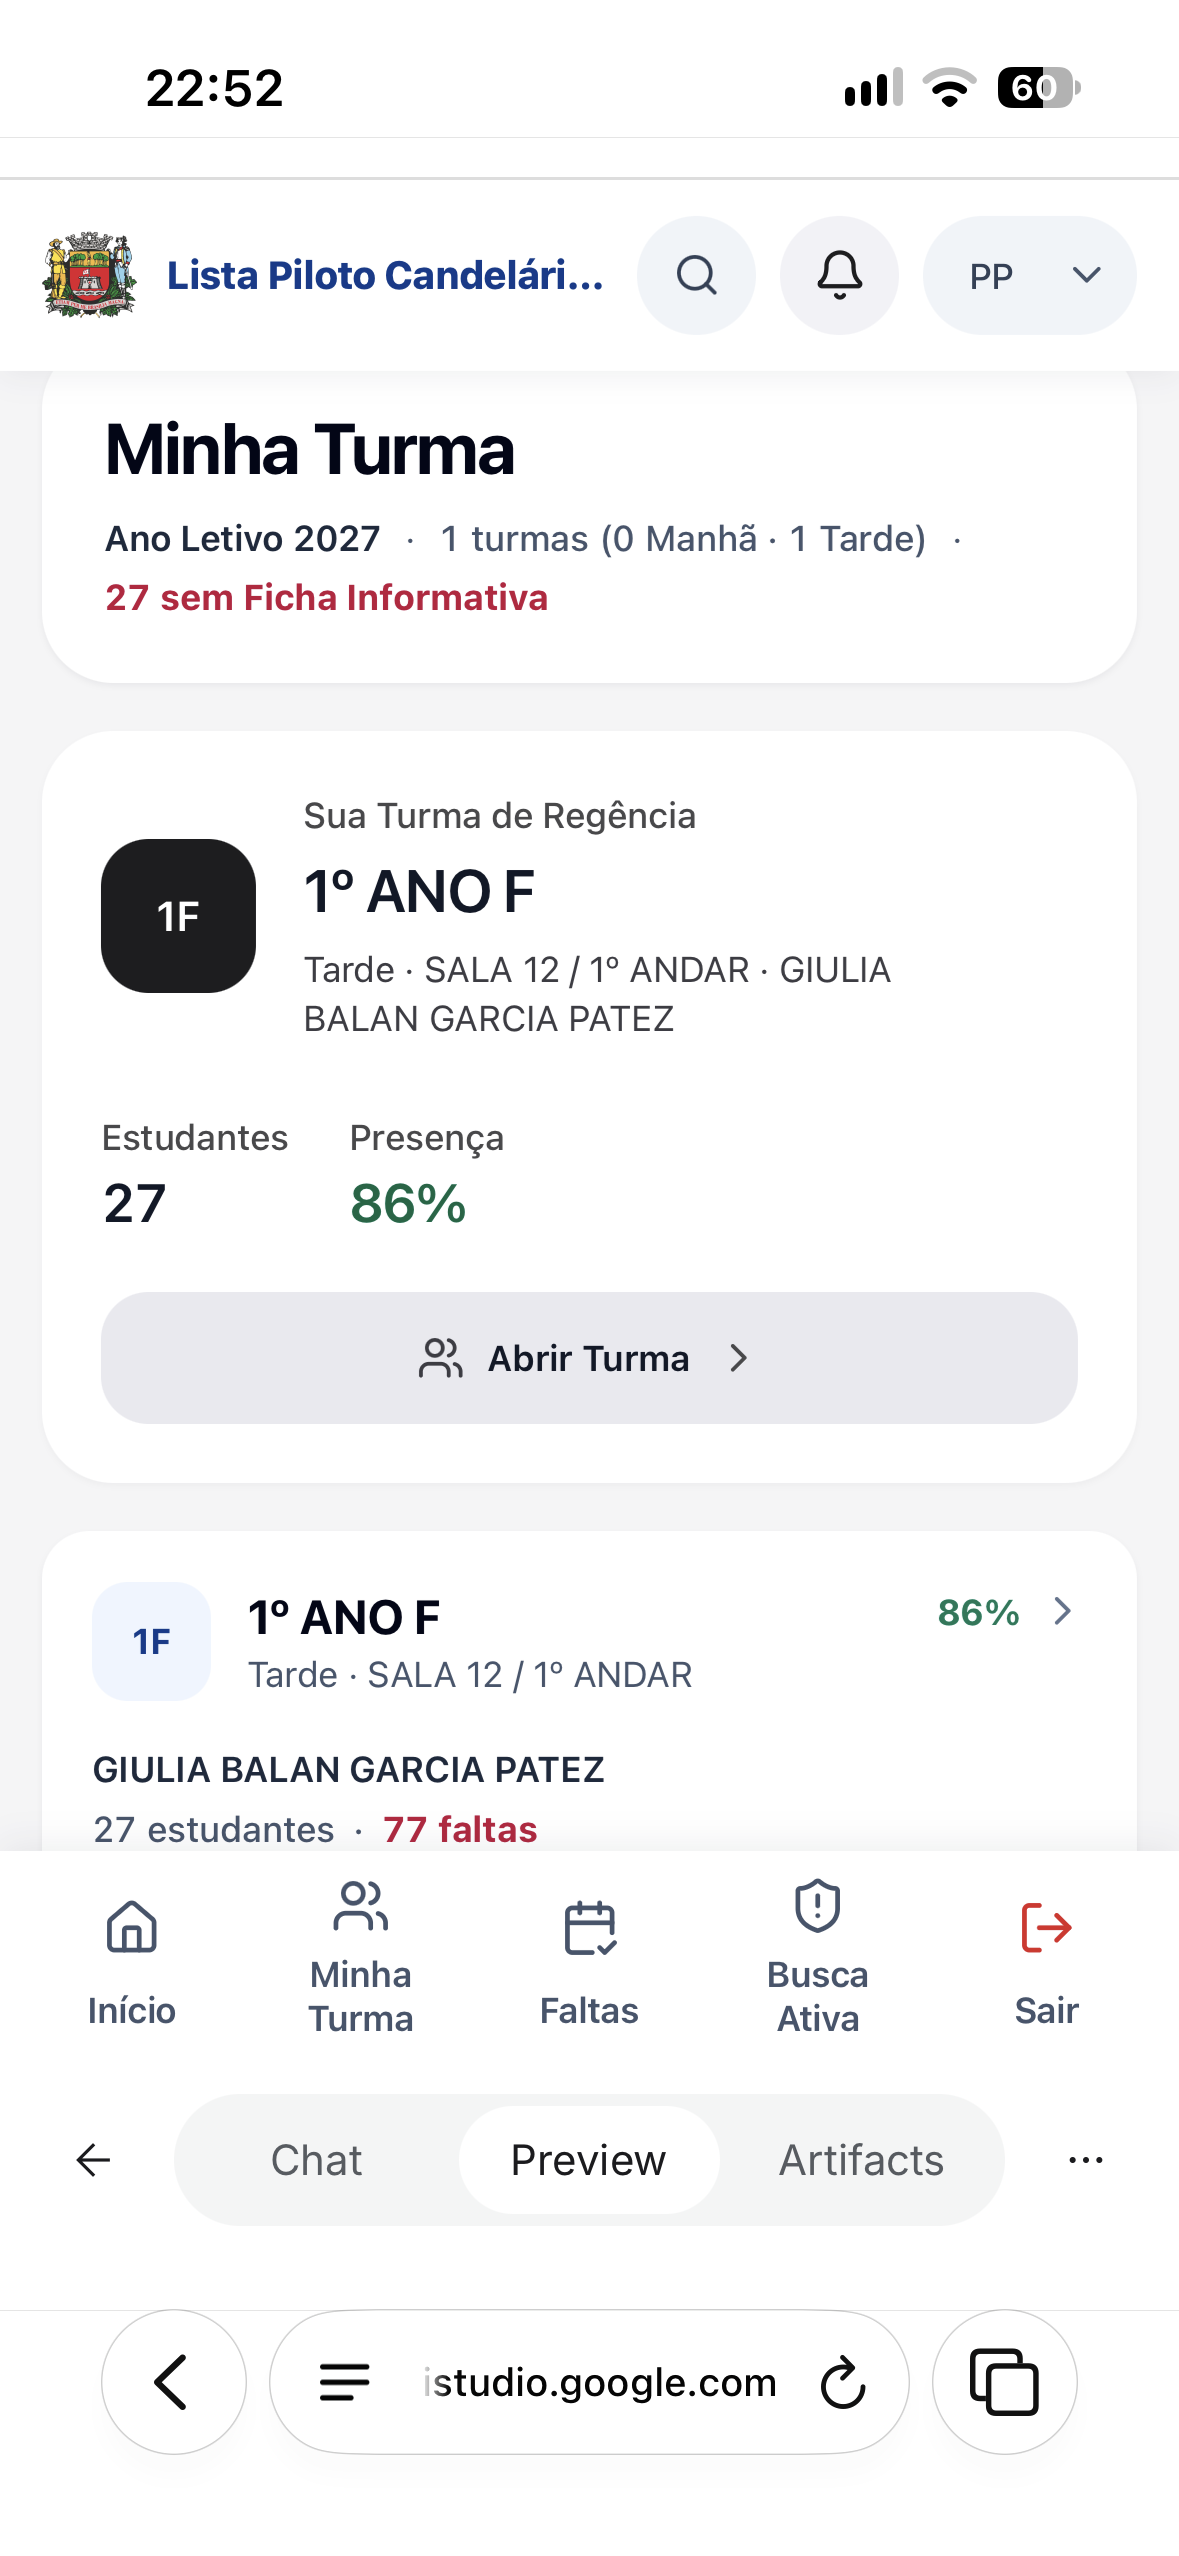 22:52
60
Lista Piloto Candelári...
PP
Minha Turma
Ano Letivo 2027 · 1 turmas (0 Manhã · 1 Tarde) ·
27 sem Ficha Informativa
Sua Turma de Regência
1F
1º ANO F
Tarde · SALA 12 / 1º ANDAR · GIULIA
BALAN GARCIA PATEZ
Estudantes Presença
27 86%
Abrir Turma
1F
1º ANO F
86%
Tarde · SALA 12 / 1º ANDAR
GIULIA BALAN GARCIA PATEZ
27 estudantes · 77 faltas
Início
Minha
Turma
Faltas
Busca
Ativa
Sair
Chat Preview Artifacts
istudio.google.com